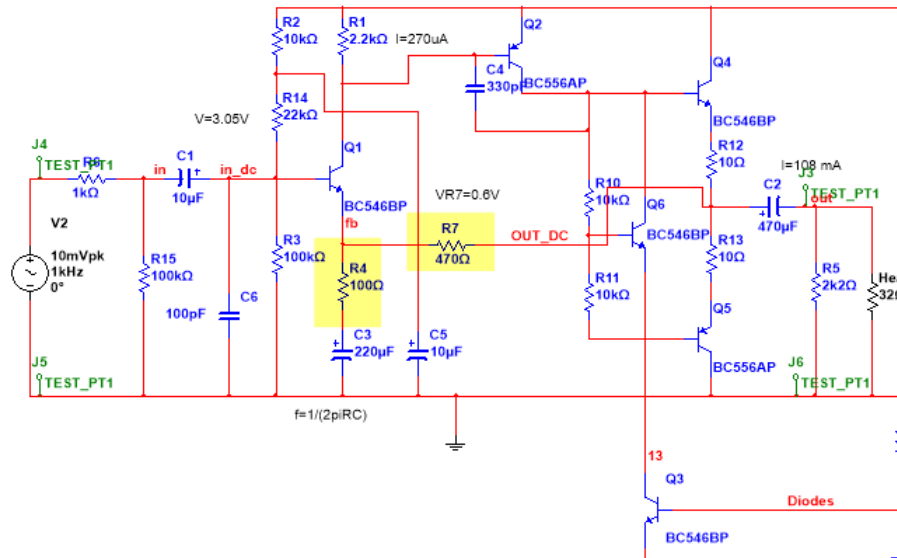 R2
10kΩ
R1
2.2kΩ
I=270uA
Q2
C4
330pF
BC556AP
Q4
BC546BP
R14
22kΩ
V=3.05V
Q1
BC546BP
J4
TEST_PT1
R6
1kΩ
in
C1
10µF
in_dc
R12
10Ω
I=108 mA
J3
TEST_PT1
out
C2
470µF
VR7=0.6V
R10
10kΩ
Q6
BC546BP
fb
R7
470Ω
OUT_DC
V2
10mVpk
1kHz
0°
R15
100kΩ
C6
100pF
R3
100kΩ
R4
100Ω
R11
10kΩ
R13
10Ω
R5
2k2Ω
Hea
32Ω
Q5
BC556AP
C3
220µF
C5
10µF
J5
TEST_PT1
J6
TEST_PT1
f=1/(2piRC)
13
Q3
BC546BP
Diodes